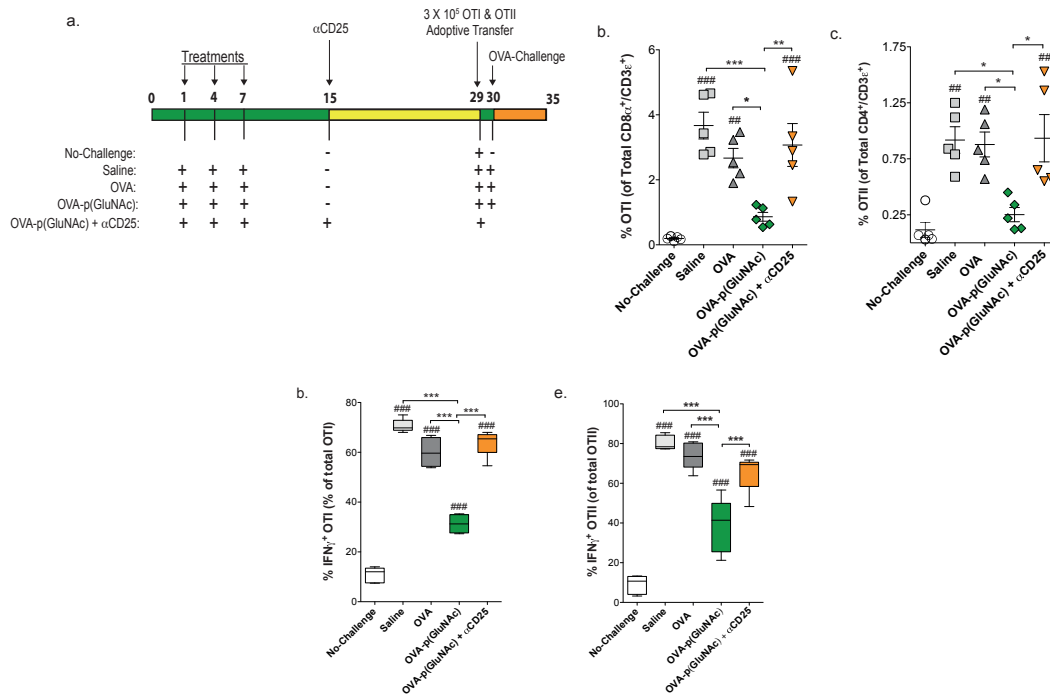 a.
αCD25
3 X 10⁵ OTI & OTII
Adoptive Transfer
OVA-Challenge
Treatments
0 1 4 7 15 29 30 35
No-Challenge: - + -
Saline: + + + - + +
OVA: + + + - + +
OVA-p(GluNAc): + + + - + +
OVA-p(GluNAc) + αCD25: + + + + +
b.
% OTI (of Total CD8α⁺/CD3ε⁺)
6
4
2
0
###
##
###
***
*
**
No-Challenge
Saline
OVA
OVA-p(GluNAc)
OVA-p(GluNAc) + αCD25
c.
% OTII (of Total CD4⁺/CD3ε⁺)
1.75
1.25
0.75
0.25
##
##
##
*
*
*
No-Challenge
Saline
OVA
OVA-p(GluNAc)
OVA-p(GluNAc) + αCD25
b.
% IFNγ⁺ OTI (% of total OTI)
80
60
40
20
0
###
###
###
###
***
***
***
No-Challenge
Saline
OVA
OVA-p(GluNAc)
OVA-p(GluNAc) + αCD25
e.
% IFNγ⁺ OTII (of total OTII)
100
80
60
40
20
0
###
###
###
###
***
***
***
No-Challenge
Saline
OVA
OVA-p(GluNAc)
OVA-p(GluNAc) + αCD25